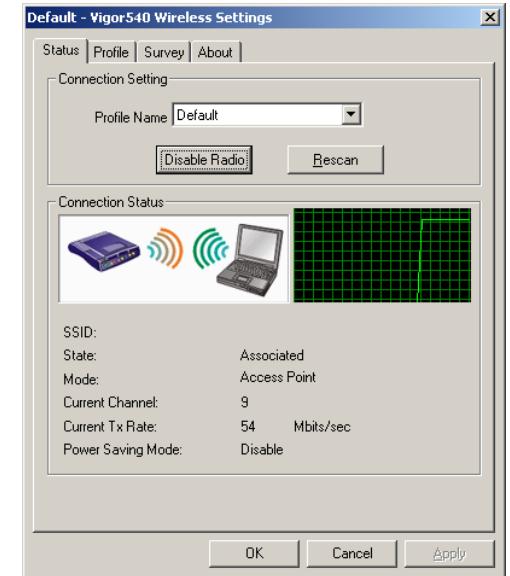 Default - Vigor540 Wireless Settings
Status Profile Survey About
Connection Setting
Profile Name Default
Disable Radio Rescan
Connection Status
SSID:
State: Associated
Mode: Access Point
Current Channel: 9
Current Tx Rate: 54 Mbits/sec
Power Saving Mode: Disable
OK Cancel Apply